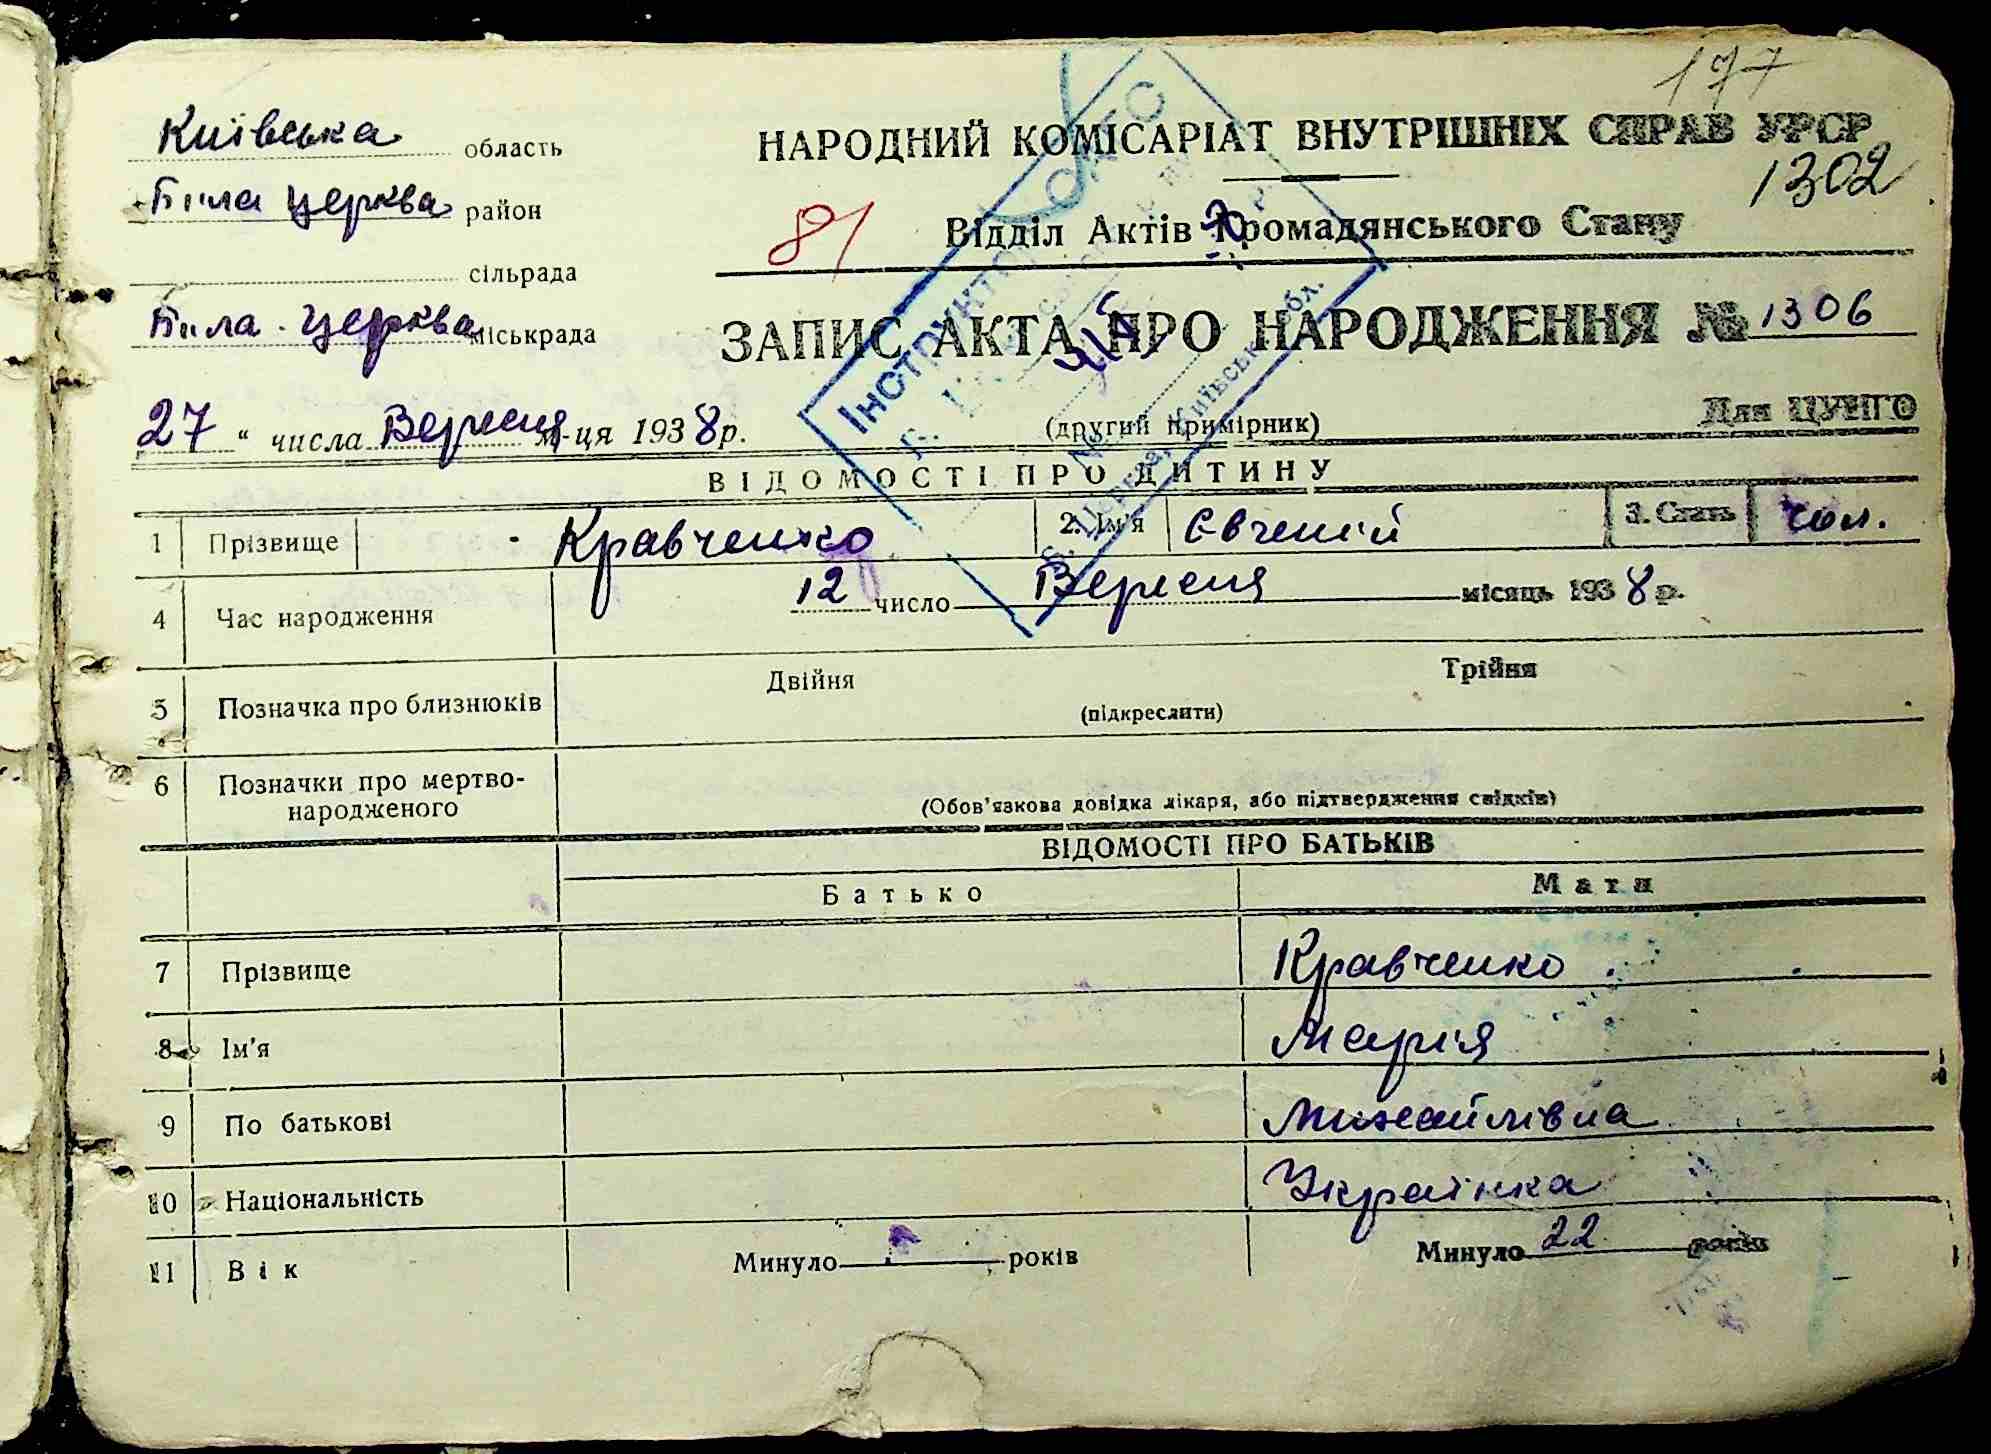 177
Київська область
НАРОДНИЙ КОМІСАРІАТ ВНУТРІШНІХ СПРАВ УРСР
1302
Біла Церква район
81
Відділ Актів Громадянського Стану
сільрада
Біла. Церква міськрада
ЗАПИС АКТА ПРО НАРОДЖЕННЯ № 1306
27 " числа Вересня м-ця 1938 р.
(другий примірник)
Для ЦУНГО
Інструктор ОАГС
Церква, Київськ обл.
ВІДОМОСТІ ПРО ДИТИНУ
1 Прізвище Кравченко 2. Ім'я Євгеній 3. Стать чол.
4 Час народження 12 число Вересня місяць 1938 р.
5 Позначка про близнюків Двійня Трійня
(підкреслити)
6 Позначки про мертво-
народженого
(Обов'язкова довідка лікаря, або підтвердження свідків)
ВІДОМОСТІ ПРО БАТЬКІВ
Батько Мати
7 Прізвище Кравченко
8 Ім'я Марія
9 По батькові Михайлівна
10 Національність Українка
11 Вік Минуло років Минуло 22 років